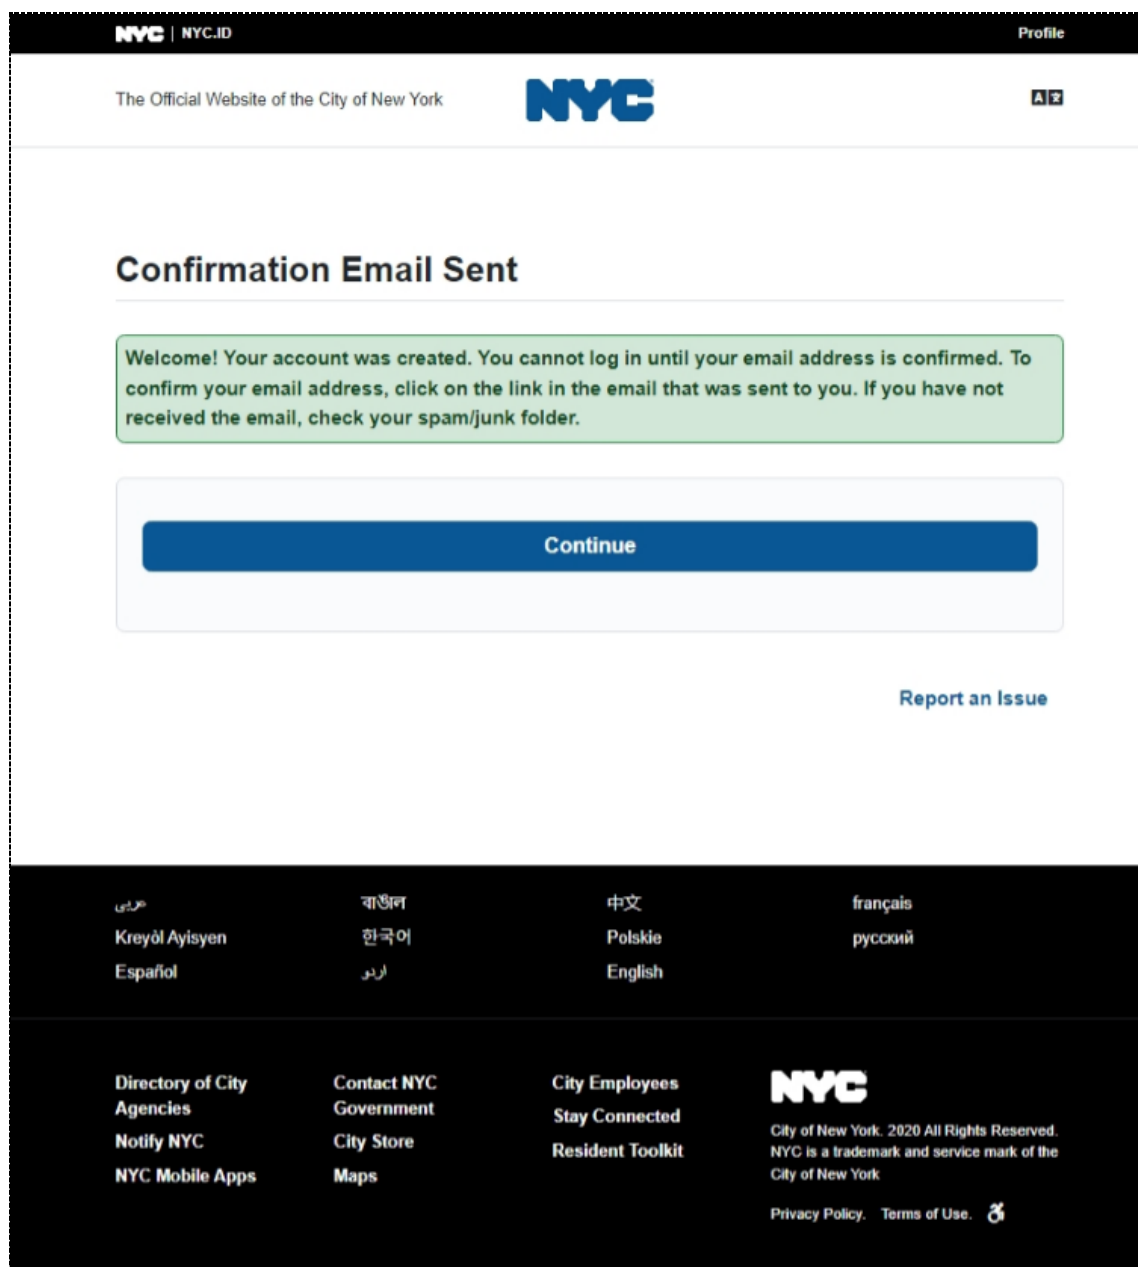 NYC | NYC.ID
Profile
The Official Website of the City of New York
NYC
A文
Confirmation Email Sent
Welcome! Your account was created. You cannot log in until your email address is confirmed. To
confirm your email address, click on the link in the email that was sent to you. If you have not
received the email, check your spam/junk folder.
Continue
Report an Issue
عربى
বাঙালি
中文
français
Kreyòl Ayisyen
한국어
Polskie
русский
Español
اردو
English
Directory of City
Agencies
Notify NYC
NYC Mobile Apps
Contact NYC
Government
City Store
Maps
City Employees
Stay Connected
Resident Toolkit
NYC
City of New York. 2020 All Rights Reserved.
NYC is a trademark and service mark of the
City of New York
Privacy Policy. Terms of Use.